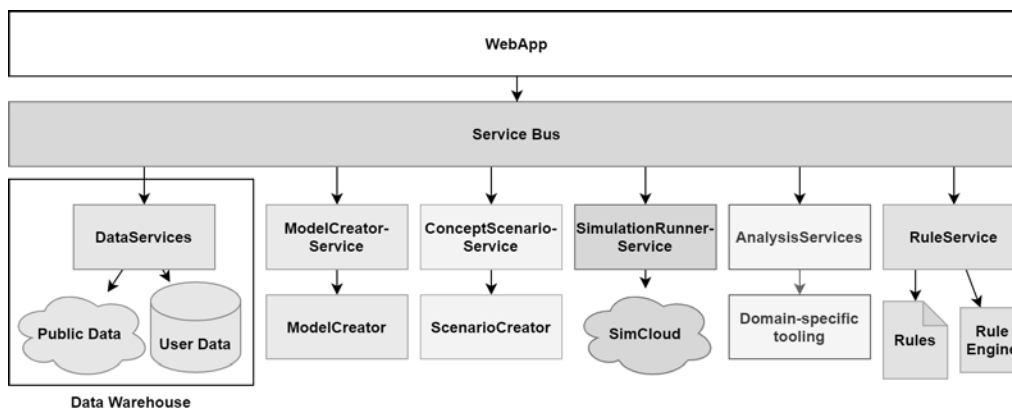 WebApp
Service Bus
DataServices
ModelCreator-
Service
ConceptScenario-
Service
SimulationRunner-
Service
AnalysisServices
RuleService
Public Data
User Data
ModelCreator
ScenarioCreator
SimCloud
Domain-specific
tooling
Rules
Rule
Engine
Data Warehouse